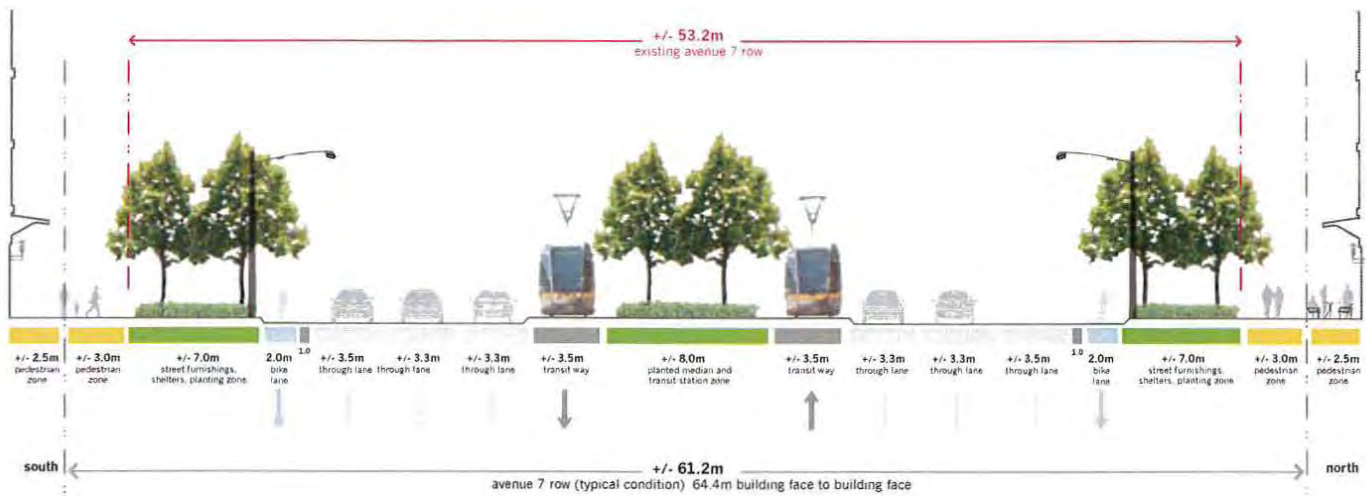 +/- 53.2m
existing avenue 7 row
+/- 2.5m
pedestrian
zone
+/- 3.0m
pedestrian
zone
+/- 7.0m
street furnishings,
shelters, planting zone
2.0m
bike
lane
1.0
+/- 3.5m
through lane
+/- 3.3m
through lane
+/- 3.3m
through lane
+/- 3.5m
transit way
+/- 8.0m
planted median and
transit station zone
+/- 3.5m
transit way
+/- 3.3m
through lane
+/- 3.3m
through lane
+/- 3.5m
through lane
1.0
2.0m
bike
lane
+/- 7.0m
street furnishings,
shelters, planting zone
+/- 3.0m
pedestrian
zone
+/- 2.5m
pedestrian
zone
south
+/- 61.2m
north
avenue 7 row (typical condition) 64.4m building face to building face